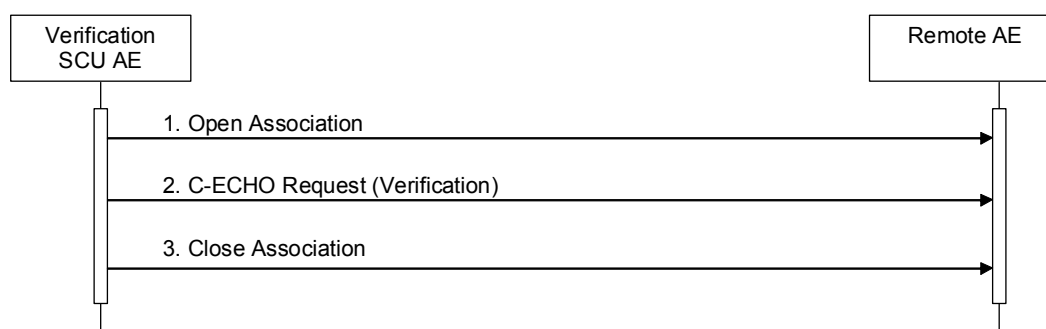 Verification
SCU AE
Remote AE
1. Open Association
2. C-ECHO Request (Verification)
3. Close Association